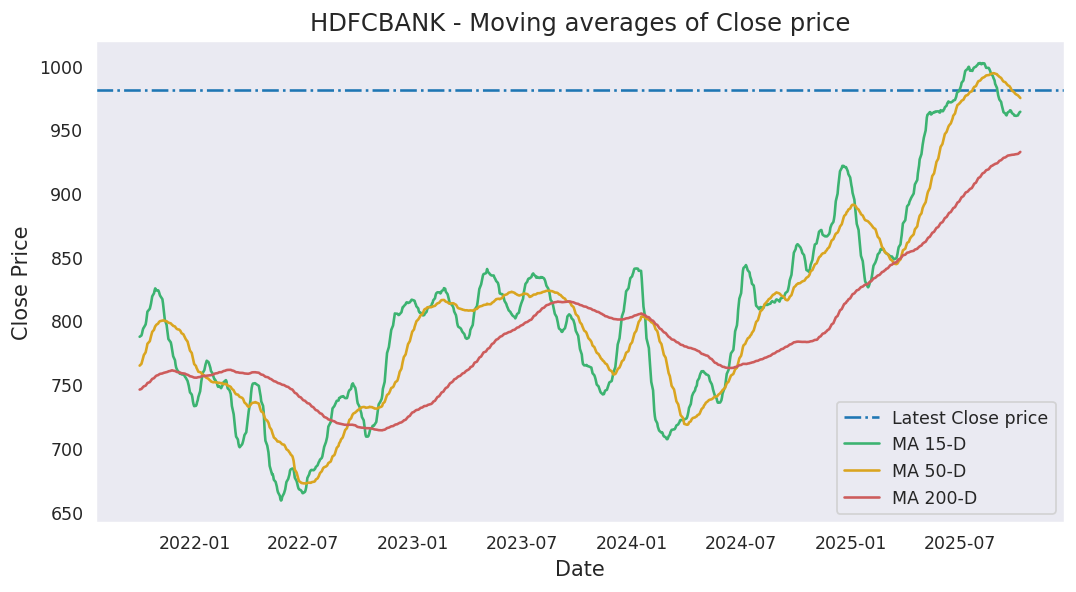 HDFCBANK - Moving averages of Close price
Close Price
1000
950
900
850
800
750
700
650
2022-01
2022-07
2023-01
2023-07
2024-01
2024-07
2025-01
2025-07
Date
Latest Close price
MA 15-D
MA 50-D
MA 200-D